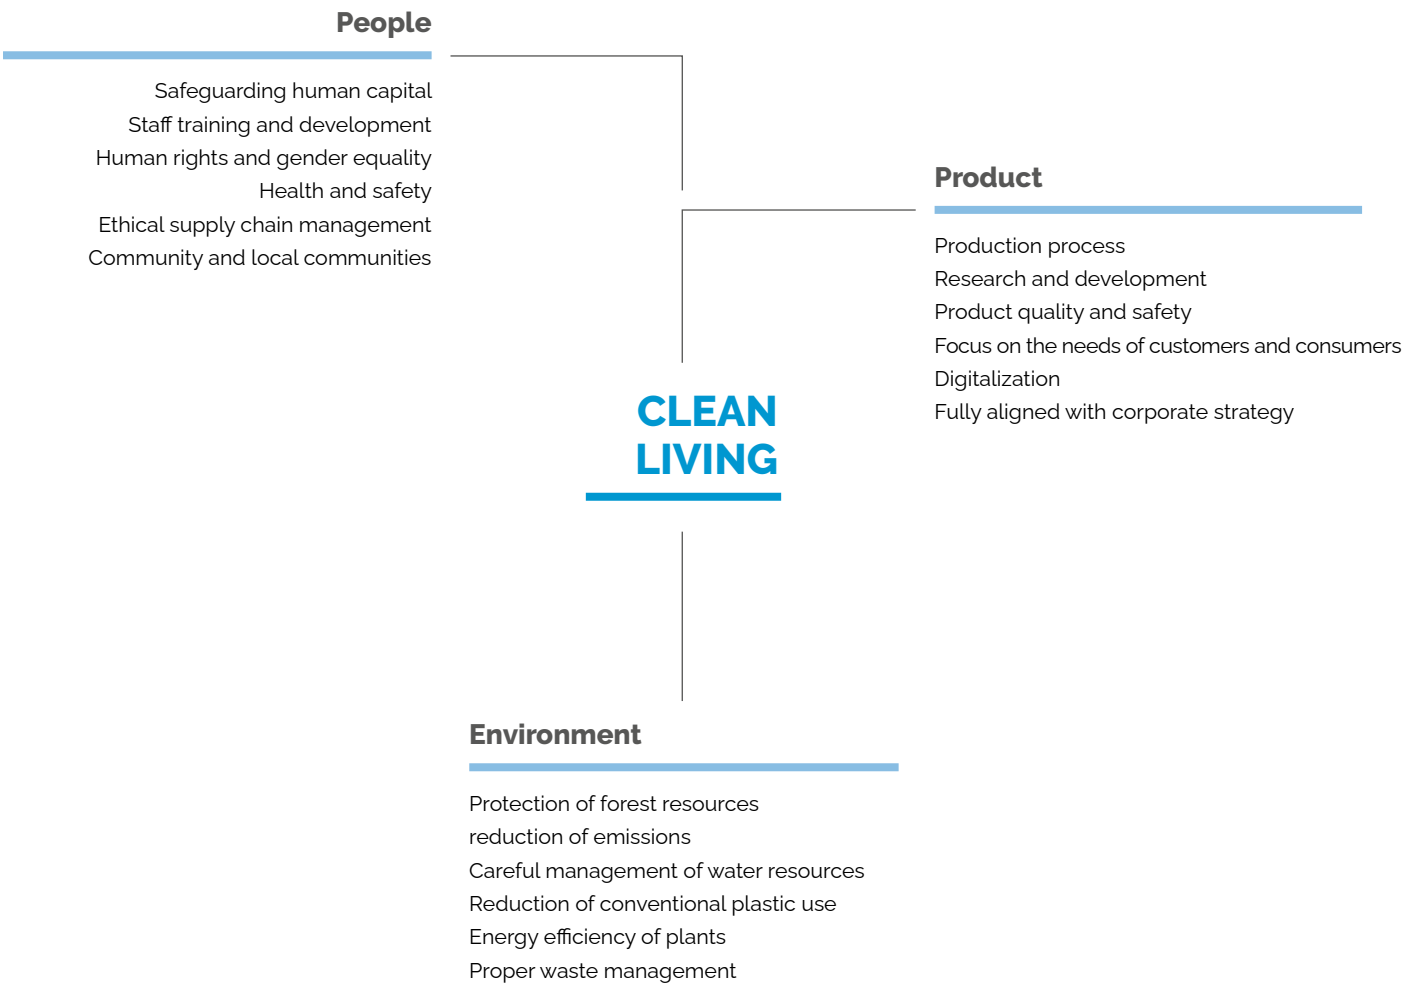 People
Safeguarding human capital
Staff training and development
Human rights and gender equality
Health and safety
Ethical supply chain management
Community and local communities
Product
Production process
Research and development
Product quality and safety
Focus on the needs of customers and consumers
Digitalization
Fully aligned with corporate strategy
CLEAN
LIVING
Environment
Protection of forest resources
reduction of emissions
Careful management of water resources
Reduction of conventional plastic use
Energy efficiency of plants
Proper waste management